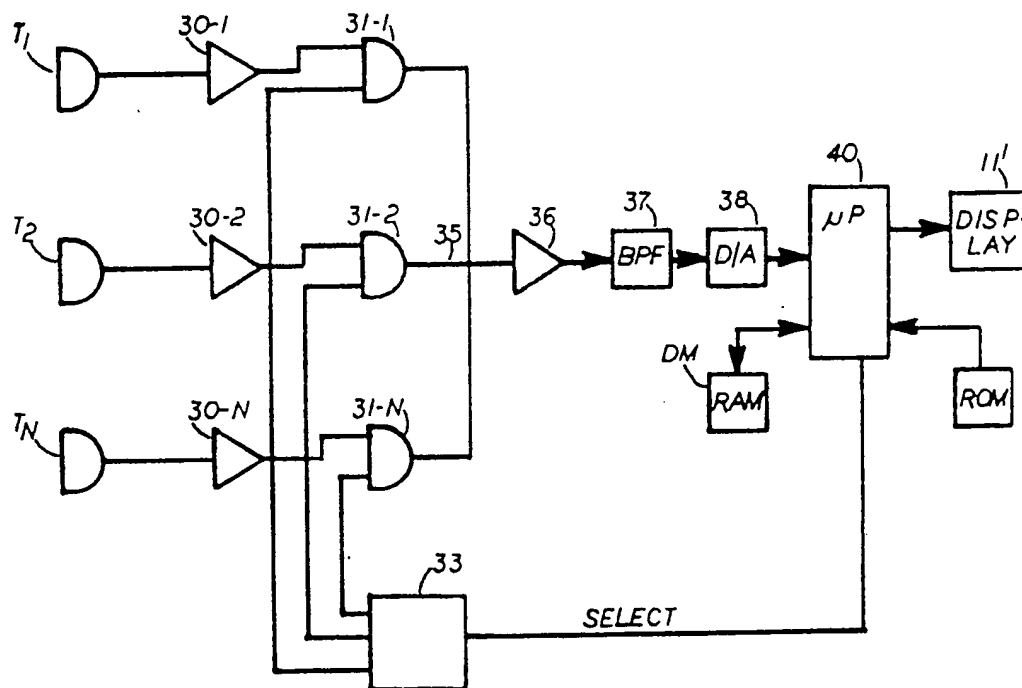 T1
30-1
31-1
T2
30-2
31-2
35
36
37
BPF
38
D/A
40
μP
11'
DISP-
LAY
DM
RAM
ROM
TN
30-N
31-N
33
SELECT